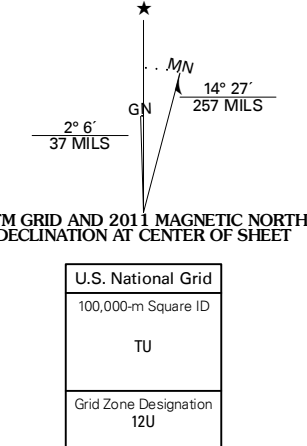 MN
14° 27´
257 MILS
GN
2° 6´
37 MILS
TM GRID AND 2011 MAGNETIC NORTH
DECLINATION AT CENTER OF SHEET
U.S. National Grid
100,000-m Square ID
TU
Grid Zone Designation
12U